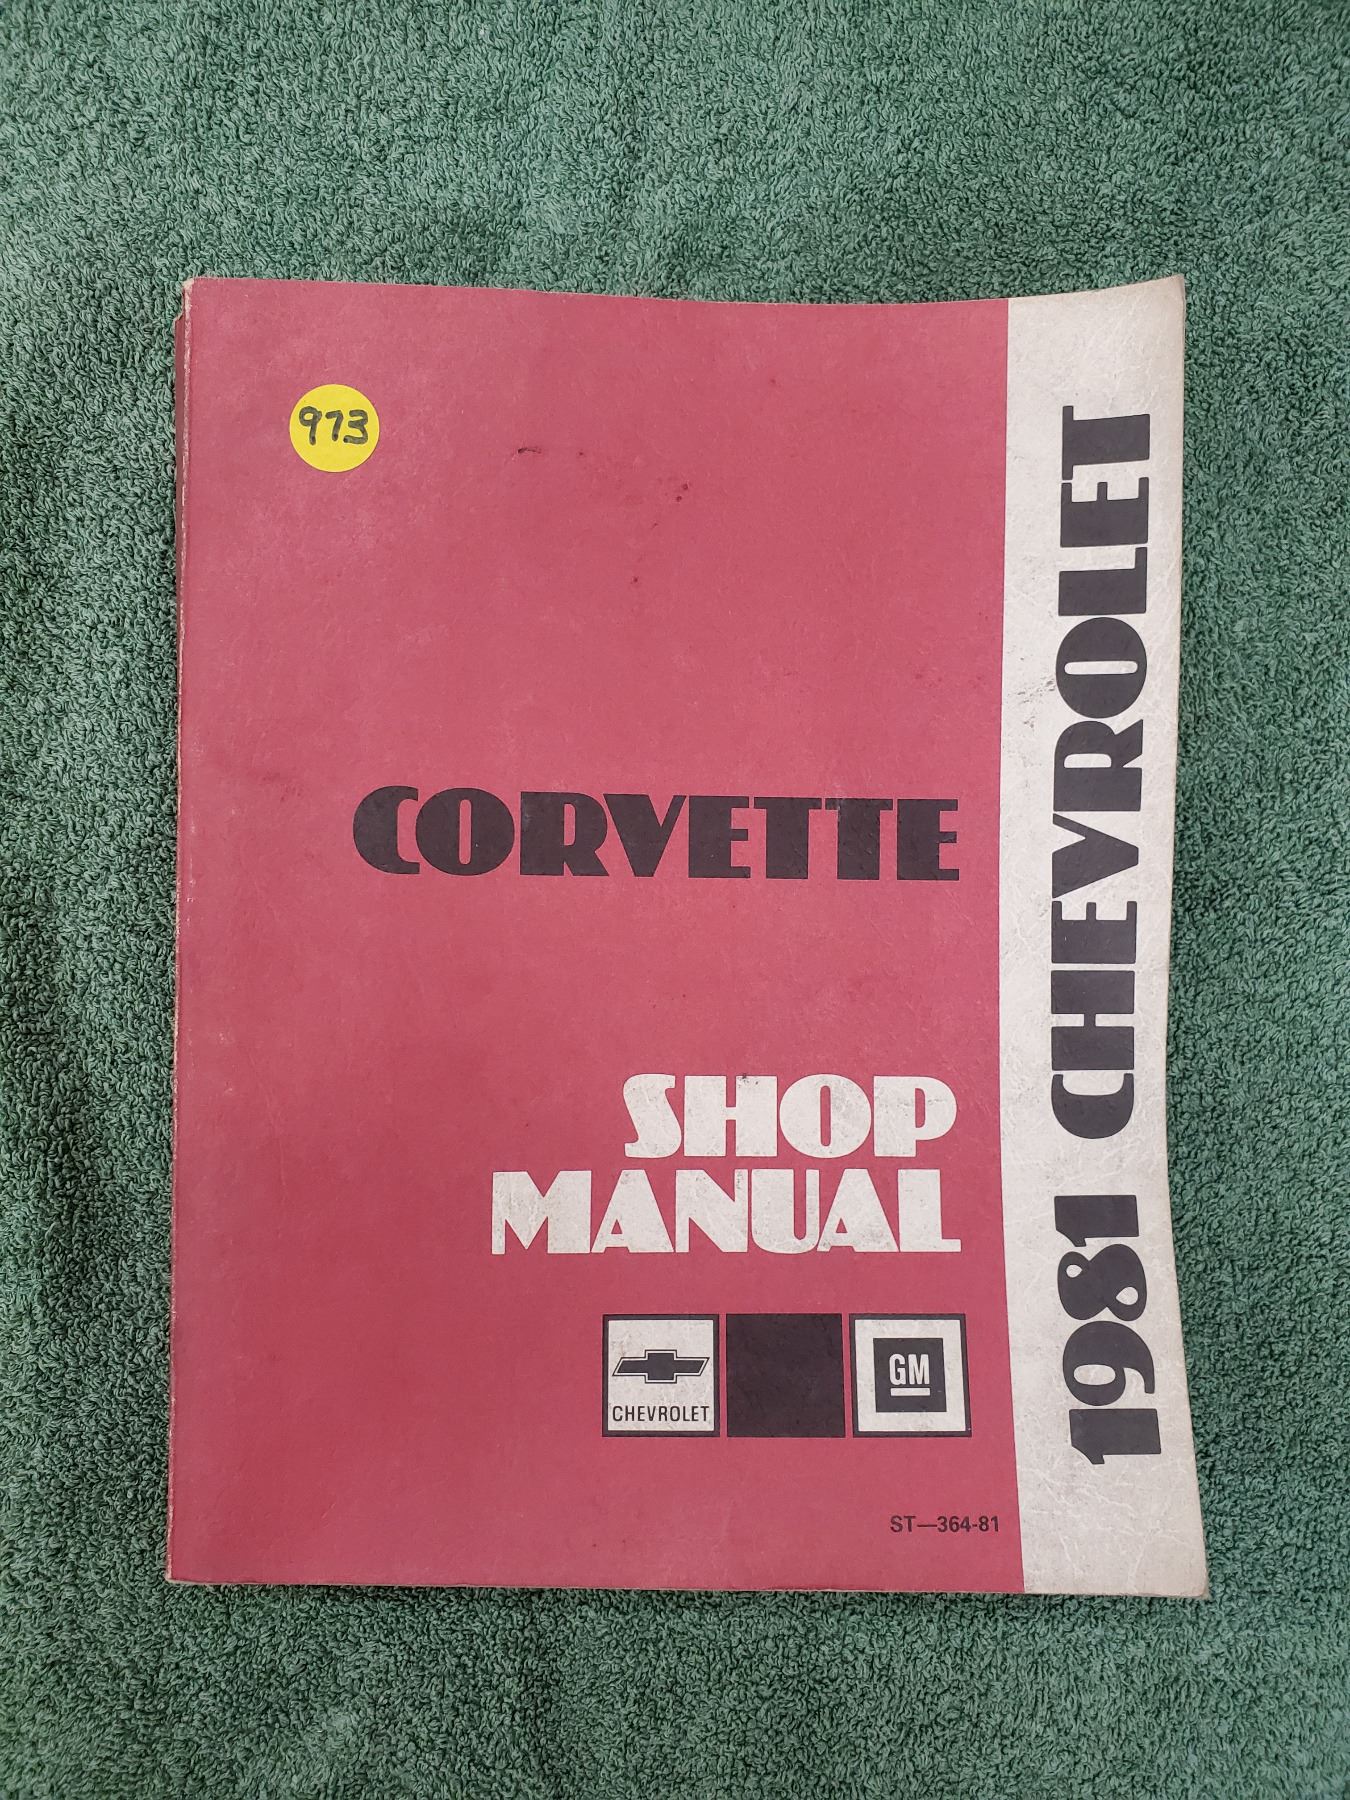 973
CORVETTE
SHOP
MANUAL
CHEVROLET
GM
ST—364-81
1981 CHEVROLET